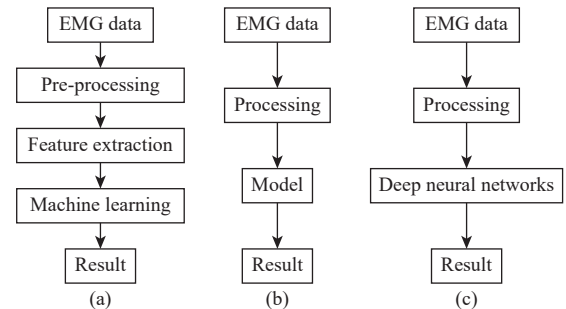 EMG data
Pre-processing
Feature extraction
Machine learning
Result
(a)
EMG data
Processing
Model
Result
(b)
EMG data
Processing
Deep neural networks
Result
(c)